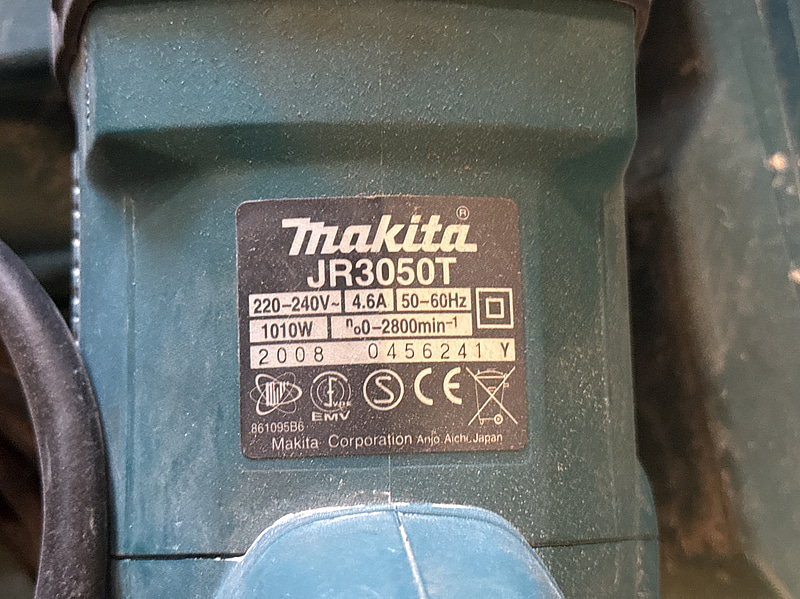 Makita®
JR3050T
220–240V~ 4.6A 50–60Hz
1010W n₀0–2800min⁻¹
2008 0456241 Y
EMV
CE
861095B6
Makita Corporation Anjo, Aichi, Japan